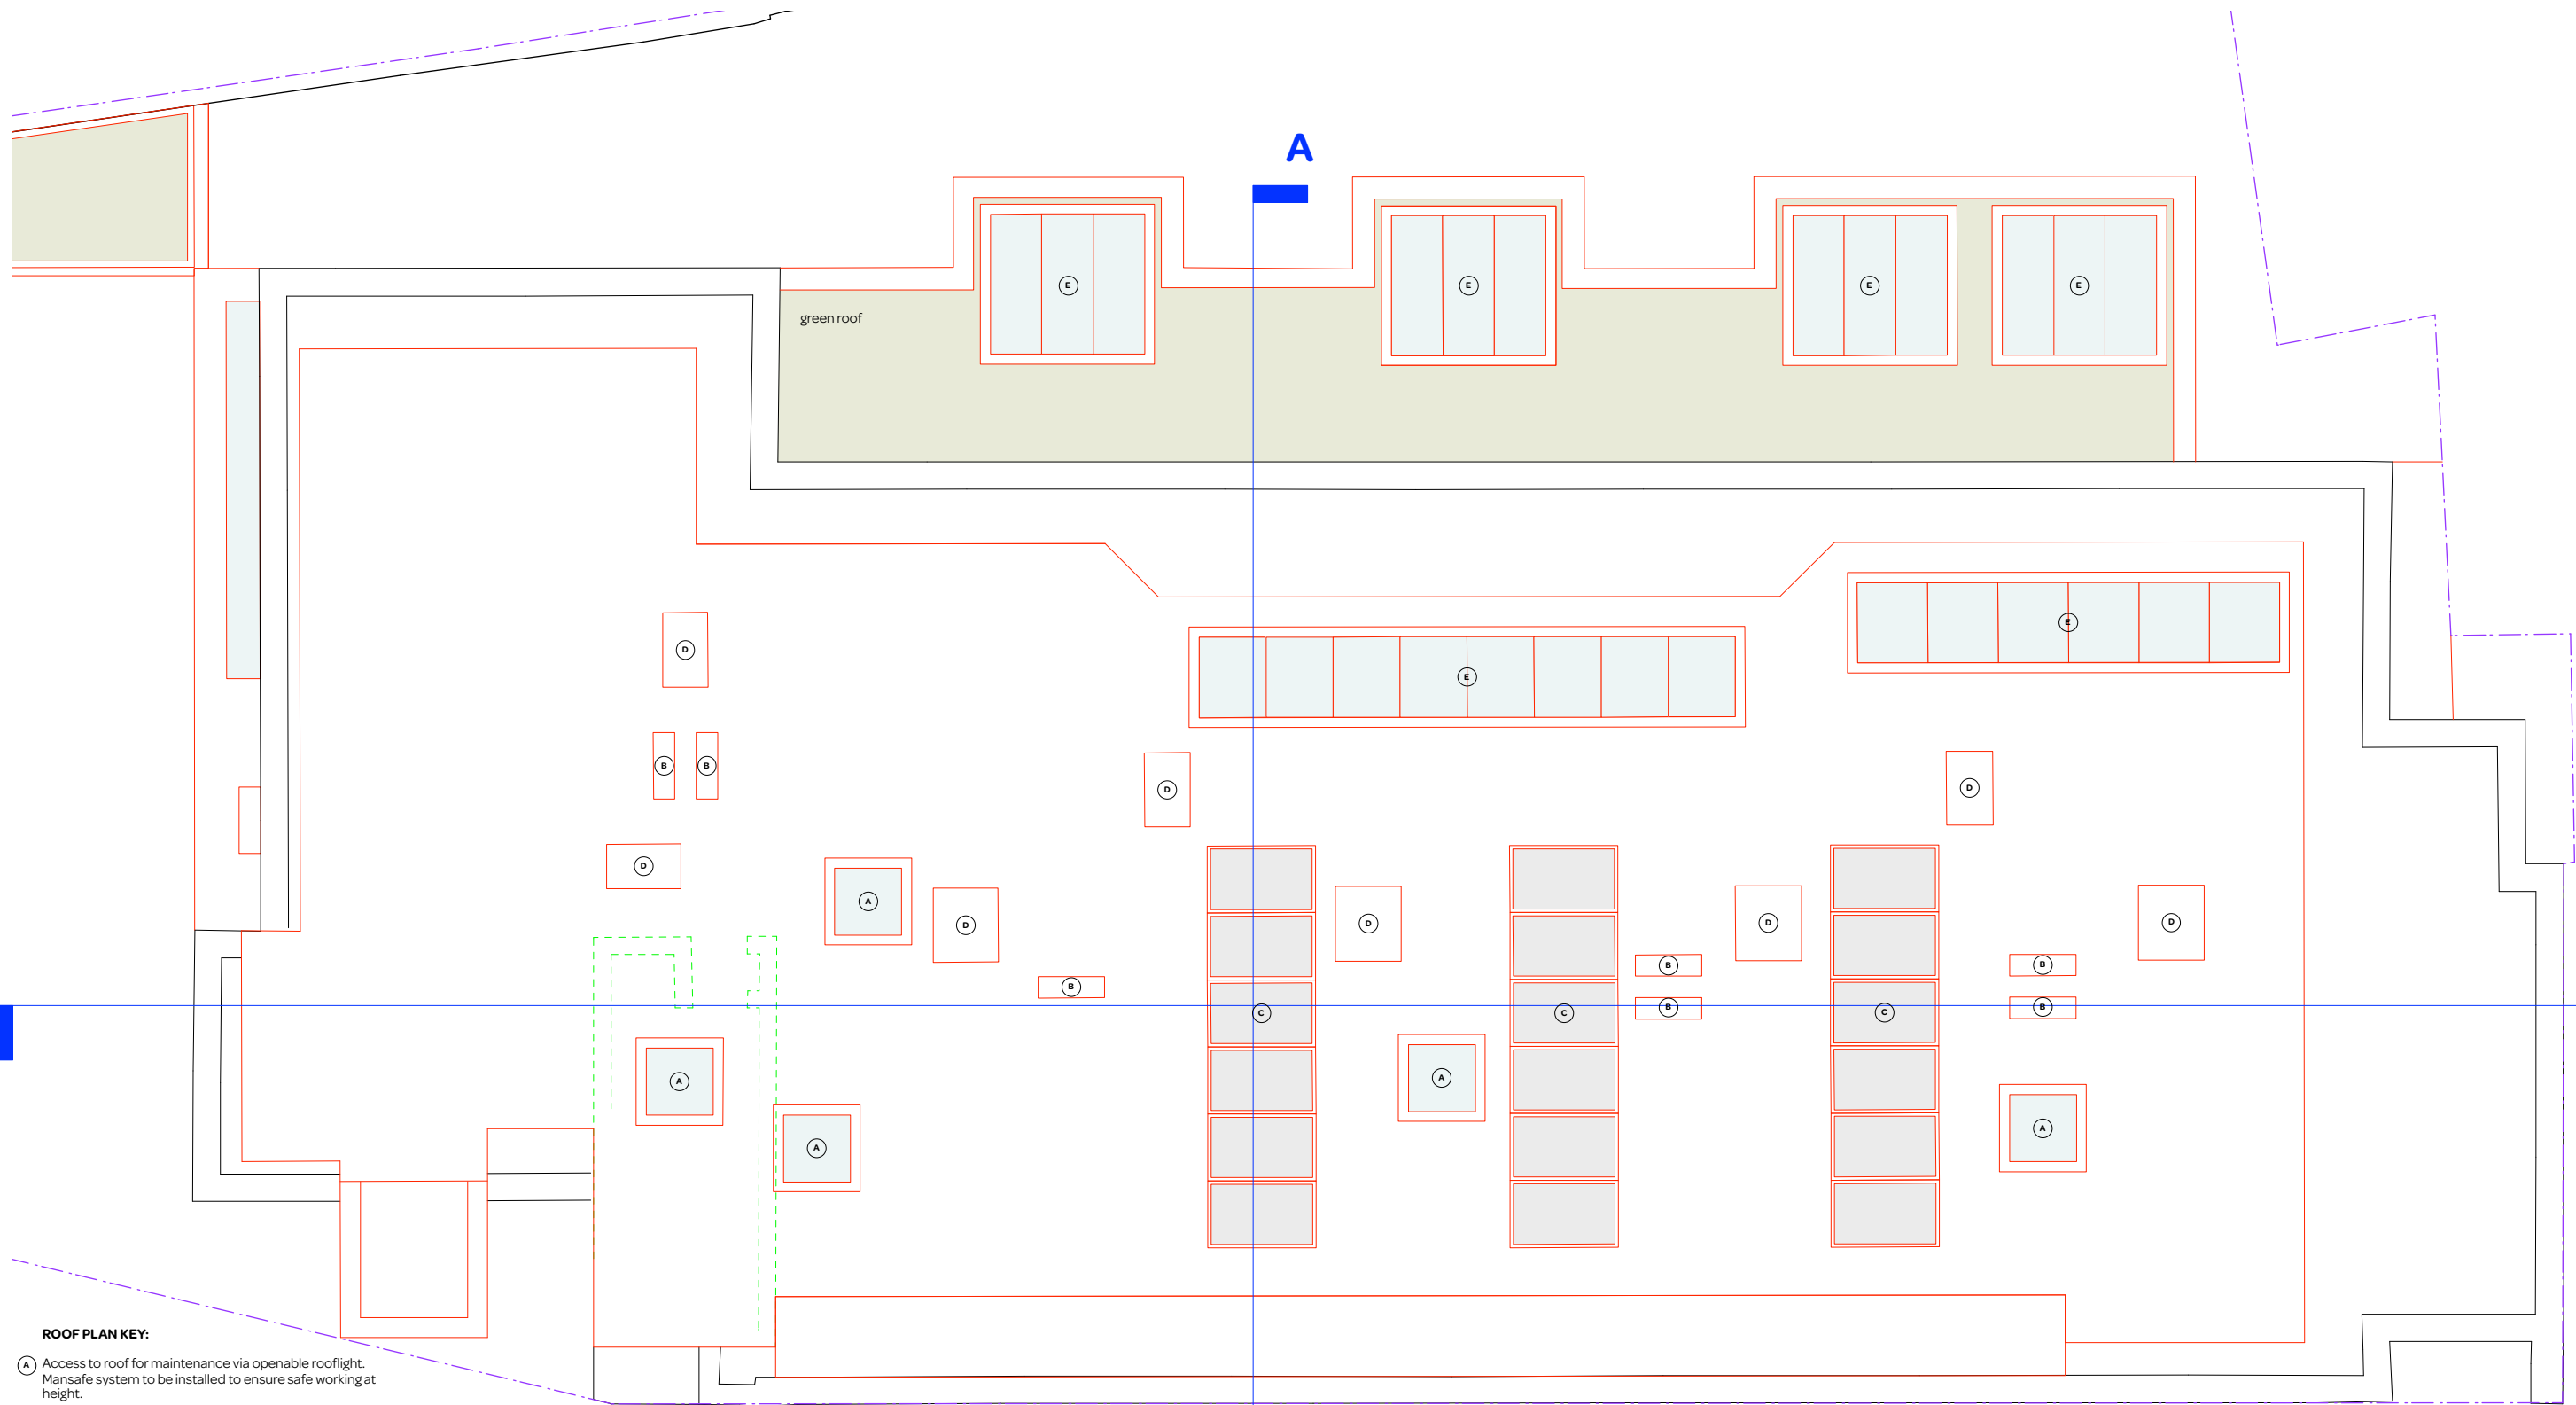 A
E
E
E
E
green roof
E
D
E
B
B
D
D
D
A
D
D
D
D
B
B
B
B
B
C
C
C
A
A
A
A
ROOF PLAN KEY:
A Access to roof for maintenance via openable rooflight.
Mansafe system to be installed to ensure safe working at
height.